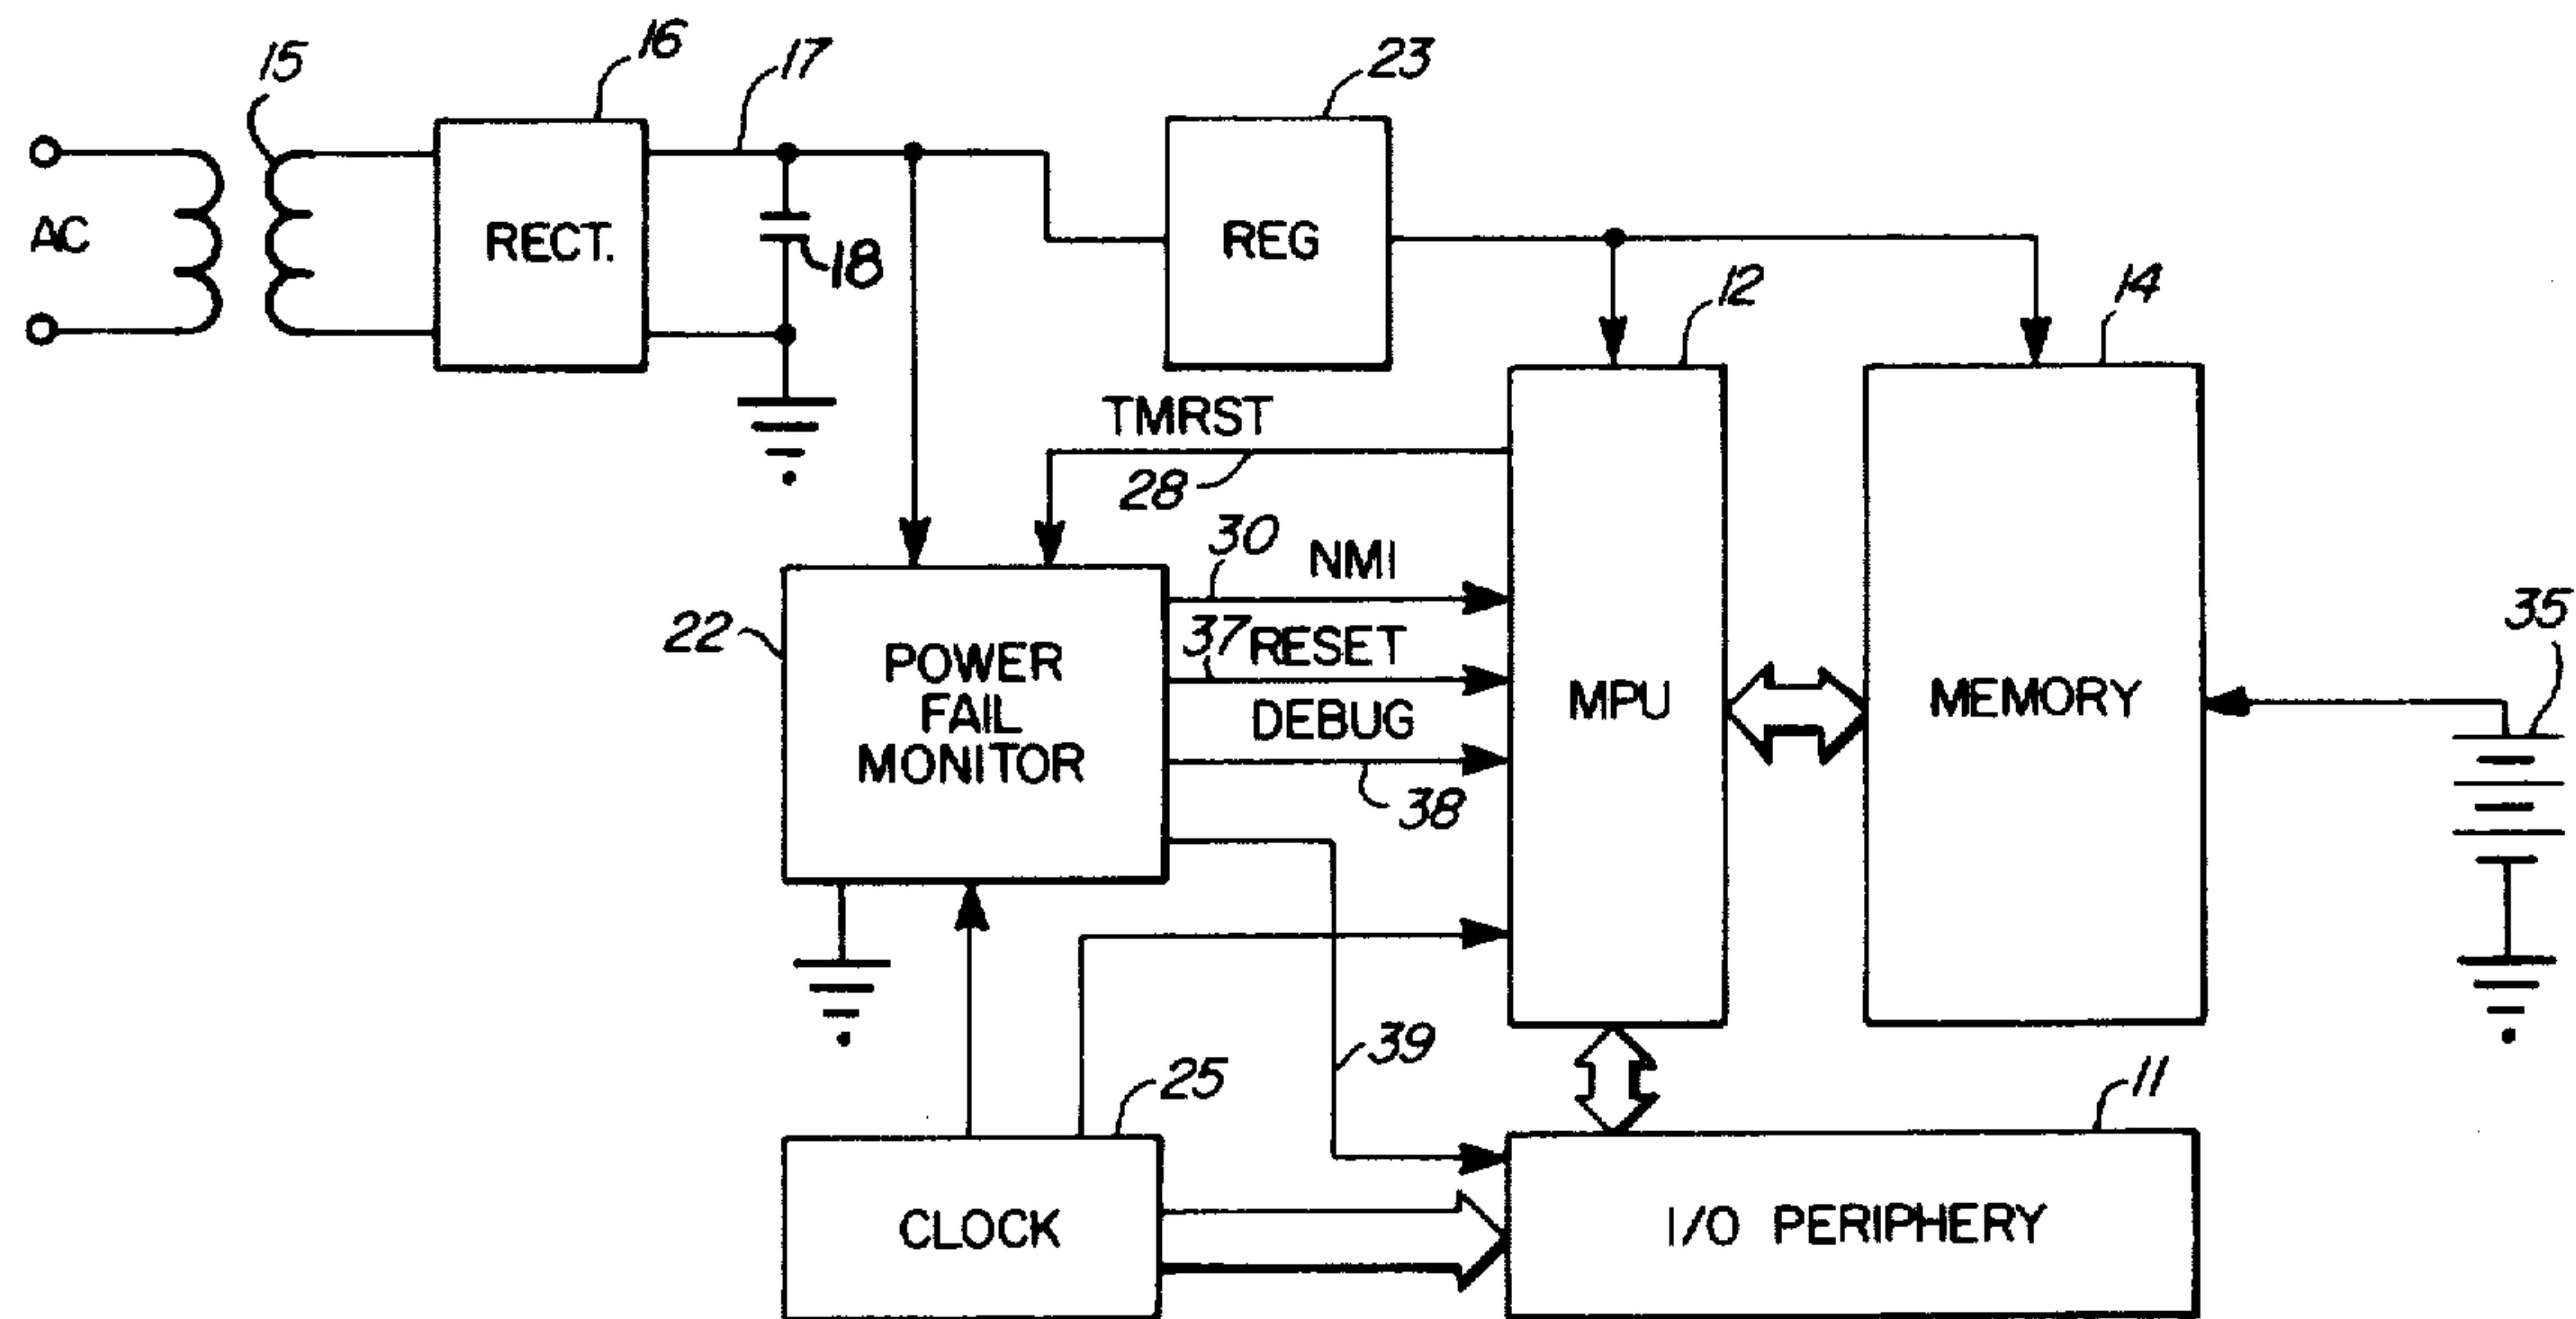 15
16
17
23
AC
RECT.
18
REG
12
14
TMRST
28
30
NMI
22
POWER
FAIL
MONITOR
37 RESET
DEBUG
38
MPU
MEMORY
35
39
25
11
CLOCK
I/O PERIPHERY